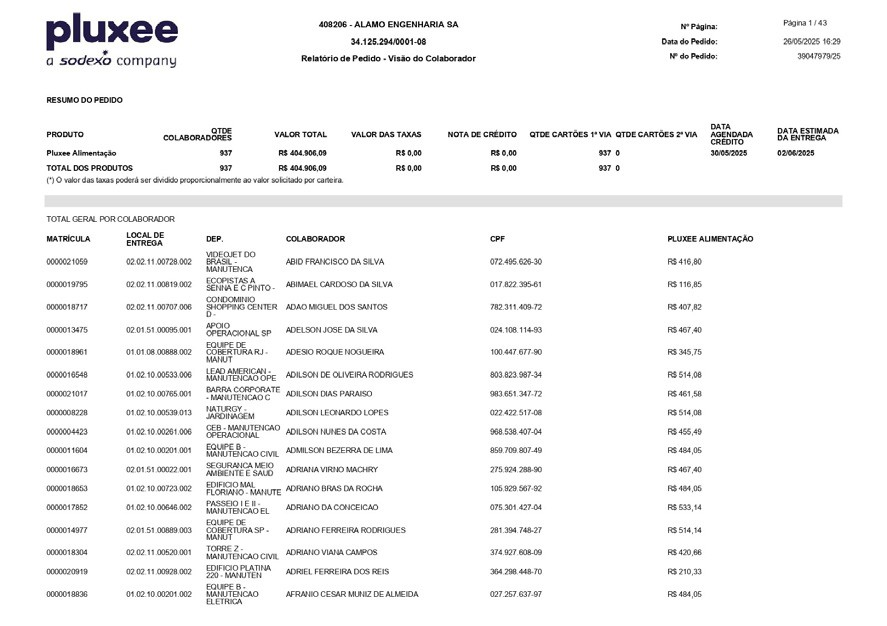 pluxee
a sodexo company
408206 - ALAMO ENGENHARIA SA
34.125.294/0001-08
Relatório de Pedido - Visão do Colaborador
Nº Página: Página 1 / 43
Data do Pedido: 26/05/2025 16:29
Nº do Pedido: 39047979/25
RESUMO DO PEDIDO
PRODUTO QTDE COLABORADORES VALOR TOTAL VALOR DAS TAXAS NOTA DE CRÉDITO QTDE CARTÕES 1ª VIA QTDE CARTÕES 2ª VIA DATA AGENDADA CRÉDITO DATA ESTIMADA DA ENTREGA
Pluxee Alimentação 937 R$ 404.906,09 R$ 0,00 R$ 0,00 937 0 30/05/2025 02/06/2025
TOTAL DOS PRODUTOS 937 R$ 404.906,09 R$ 0,00 R$ 0,00 937 0
(*) O valor das taxas poderá ser dividido proporcionalmente ao valor solicitado por carteira.
TOTAL GERAL POR COLABORADOR
MATRÍCULA LOCAL DE ENTREGA DEP. COLABORADOR CPF PLUXEE ALIMENTAÇÃO
0000021059 02.02.11.00728.002 VIDEOJET DO BRASIL - MANUTENCA ABID FRANCISCO DA SILVA 072.495.626-30 R$ 416,80
0000019795 02.02.11.00819.002 ECOPISTAS A SENNA E C PINTO - ABIMAEL CARDOSO DA SILVA 017.822.395-61 R$ 116,85
0000018717 02.02.11.00707.006 CONDOMINIO SHOPPING CENTER D - ADAO MIGUEL DOS SANTOS 782.311.409-72 R$ 407,82
0000013475 02.01.51.00095.001 APOIO OPERACIONAL SP ADELSON JOSE DA SILVA 024.108.114-93 R$ 467,40
0000018961 01.01.08.00888.002 EQUIPE DE COBERTURA RJ - MANUT ADESIO ROQUE NOGUEIRA 100.447.677-90 R$ 345,75
0000016548 01.02.10.00533.006 LEAD AMERICAN - MANUTENCAO OPE ADILSON DE OLIVEIRA RODRIGUES 803.823.987-34 R$ 514,08
0000021017 01.02.10.00765.001 BARRA CORPORATE - MANUTENCAO C ADILSON DIAS PARAISO 983.651.347-72 R$ 461,58
0000008228 01.02.10.00539.013 NATURGY - JARDINAGEM ADILSON LEONARDO LOPES 022.422.517-08 R$ 514,08
0000004423 01.02.10.00261.006 CEB - MANUTENCAO OPERACIONAL ADILSON NUNES DA COSTA 968.538.407-04 R$ 455,49
0000011604 01.02.10.00201.001 EQUIPE B - MANUTENCAO CIVIL ADMILSON BEZERRA DE LIMA 859.709.807-49 R$ 484,05
0000016673 02.01.51.00022.001 SEGURANCA MEIO AMBIENTE E SAUD ADRIANA VIRNO MACHRY 275.924.288-90 R$ 467,40
0000018653 01.02.10.00723.002 EDIFICIO MAL FLORIANO - MANUTE ADRIANO BRAS DA ROCHA 105.929.567-92 R$ 484,05
0000017852 01.02.10.00646.002 PASSEIO I E II - MANUTENCAO EL ADRIANO DA CONCEICAO 075.301.427-04 R$ 533,14
0000014977 02.01.51.00889.003 EQUIPE DE COBERTURA SP - MANUT ADRIANO FERREIRA RODRIGUES 281.394.748-27 R$ 514,14
0000018304 02.02.11.00520.001 TORRE Z - MANUTENCAO CIVIL ADRIANO VIANA CAMPOS 374.927.608-09 R$ 420,66
0000020919 02.02.11.00928.002 EDIFICIO PLATINA 220 - MANUTEN ADRIEL FERREIRA DOS REIS 364.298.448-70 R$ 210,33
0000018836 01.02.10.00201.002 EQUIPE B - MANUTENCAO ELETRICA AFRANIO CESAR MUNIZ DE ALMEIDA 027.257.637-97 R$ 484,05